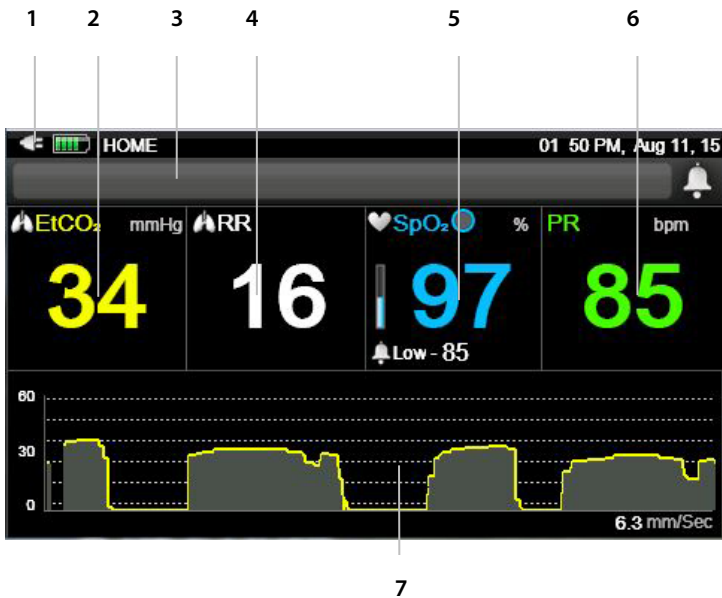 1 2 3 4 5 6
HOME 01 50 PM, Aug 11, 15
EtCO₂ mmHg RR SpO₂ % PR bpm
34 16 97 85
Low - 85
60
30
0
6.3 mm/Sec
7